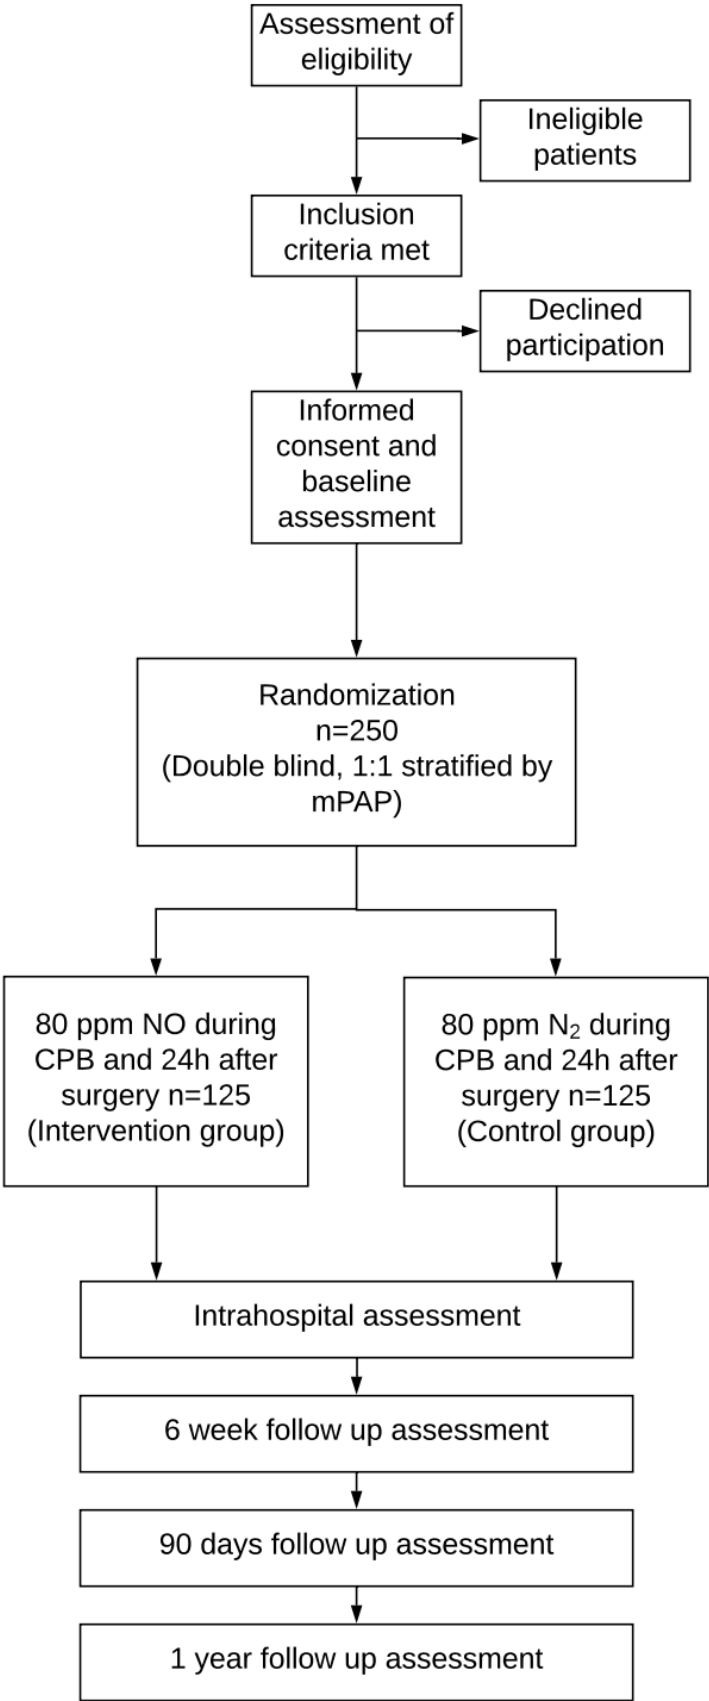 Assessment of
eligibility
Ineligible
patients
Inclusion
criteria met
Declined
participation
Informed
consent and
baseline
assessment
Randomization
n=250
(Double blind, 1:1 stratified by
mPAP)
80 ppm NO during
CPB and 24h after
surgery n=125
(Intervention group)
80 ppm N₂ during
CPB and 24h after
surgery n=125
(Control group)
Intrahospital assessment
6 week follow up assessment
90 days follow up assessment
1 year follow up assessment